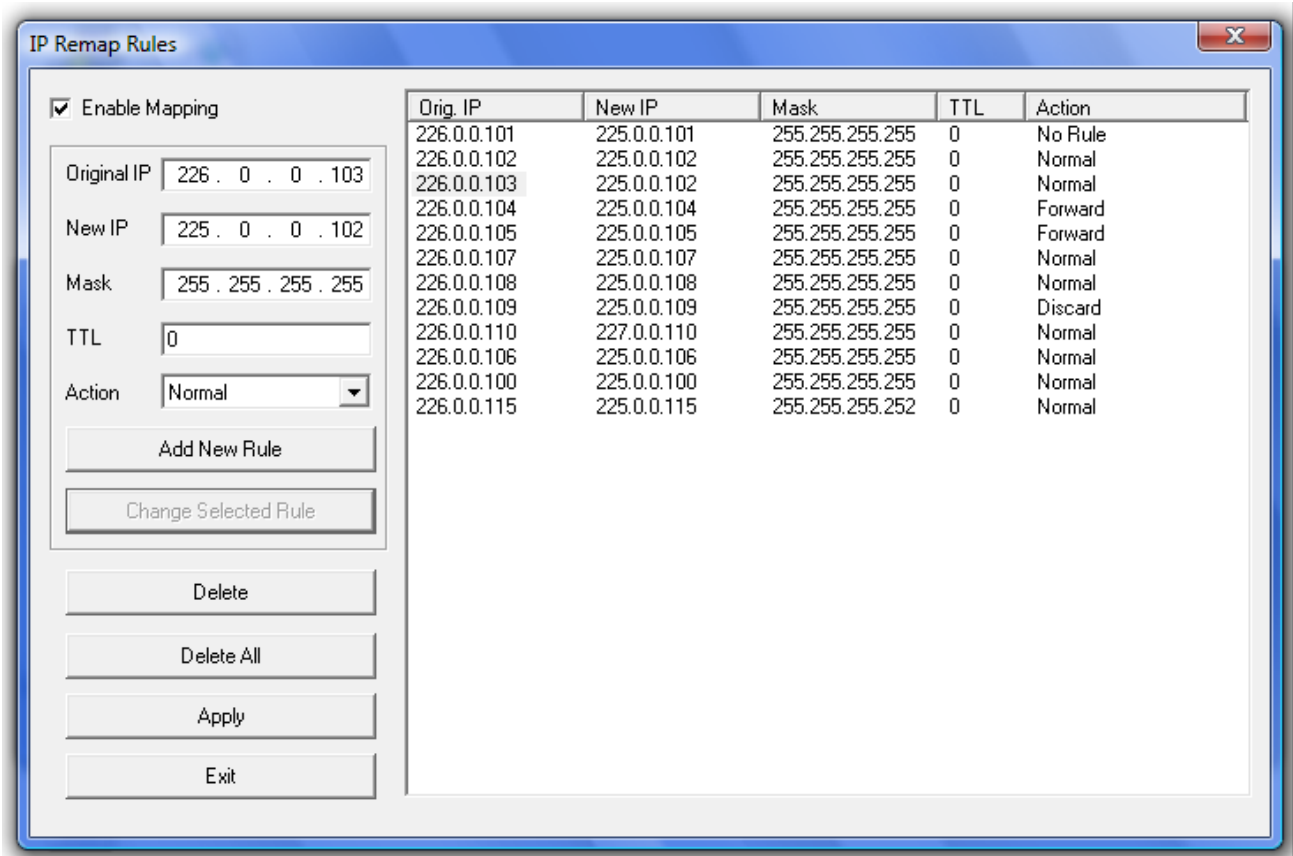 IP Remap Rules
X
Enable Mapping
Original IP 226 . 0 . 0 . 103
New IP 225 . 0 . 0 . 102
Mask 255 . 255 . 255 . 255
TTL 0
Action Normal
Add New Rule
Change Selected Rule
Delete
Delete All
Apply
Exit
Orig. IP New IP Mask TTL Action
226.0.0.101 225.0.0.101 255.255.255.255 0 No Rule
226.0.0.102 225.0.0.102 255.255.255.255 0 Normal
226.0.0.103 225.0.0.102 255.255.255.255 0 Normal
226.0.0.104 225.0.0.104 255.255.255.255 0 Forward
226.0.0.105 225.0.0.105 255.255.255.255 0 Forward
226.0.0.107 225.0.0.107 255.255.255.255 0 Normal
226.0.0.108 225.0.0.108 255.255.255.255 0 Normal
226.0.0.109 225.0.0.109 255.255.255.255 0 Discard
226.0.0.110 227.0.0.110 255.255.255.255 0 Normal
226.0.0.106 225.0.0.106 255.255.255.255 0 Normal
226.0.0.100 225.0.0.100 255.255.255.255 0 Normal
226.0.0.115 225.0.0.115 255.255.255.252 0 Normal